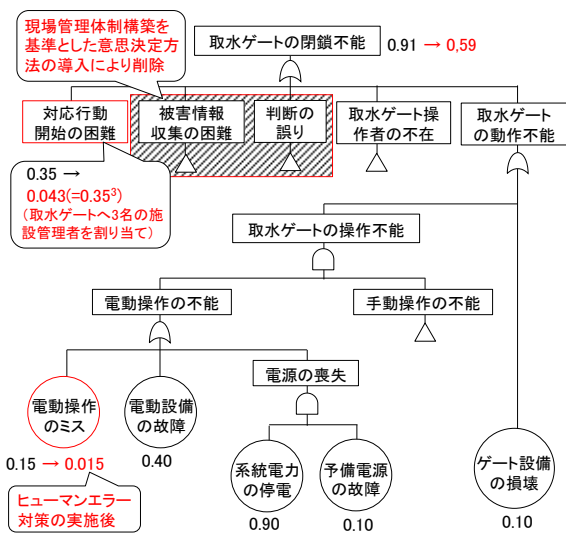 現場管理体制構築を
基準とした意思決定方
法の導入により削除
取水ゲートの閉鎖不能
0.91 → 0,59
対応行動
開始の困難
被害情報
収集の困難
判断の
誤り
取水ゲート操
作者の不在
取水ゲート
の動作不能
0.35 →
0.043(=0.35³)
(取水ゲートへ3名の施
設管理者を割り当て)
取水ゲートの操作不能
電動操作の不能
手動操作の不能
電源の喪失
電動操作
のミス
電動設備
の故障
系統電力
の停電
予備電源
の故障
ゲート設備
の損壊
0.15 → 0.015
0.40
0.90
0.10
0.10
ヒューマンエラー
対策の実施後